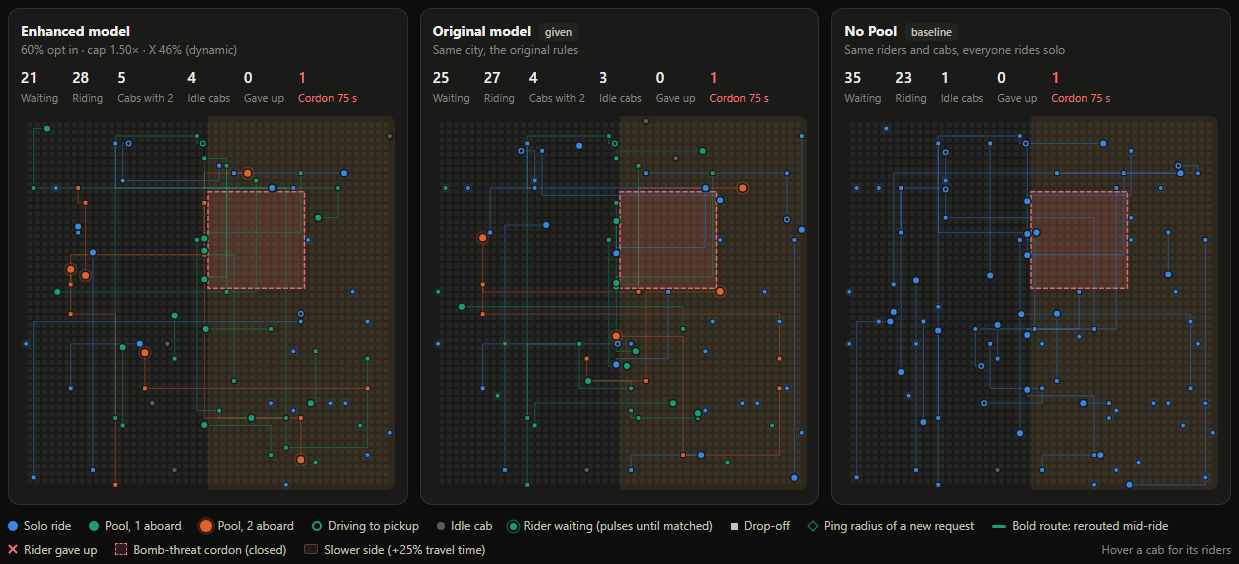 Enhanced model
60% opt in · cap 1.50× · X 46% (dynamic)
21 28 5 4 0 1
Waiting Riding Cabs with 2 Idle cabs Gave up Cordon 75 s
Original model given
Same city, the original rules
25 27 4 3 0 1
Waiting Riding Cabs with 2 Idle cabs Gave up Cordon 75 s
No Pool baseline
Same riders and cabs, everyone rides solo
35 23 1 0 1
Waiting Riding Idle cabs Gave up Cordon 75 s
Solo ride Pool, 1 aboard Pool, 2 aboard Driving to pickup Idle cab Rider waiting (pulses until matched) Drop-off Ping radius of a new request Bold route: rerouted mid-ride
Rider gave up Bomb-threat cordon (closed) Slower side (+25% travel time) Hover a cab for its riders